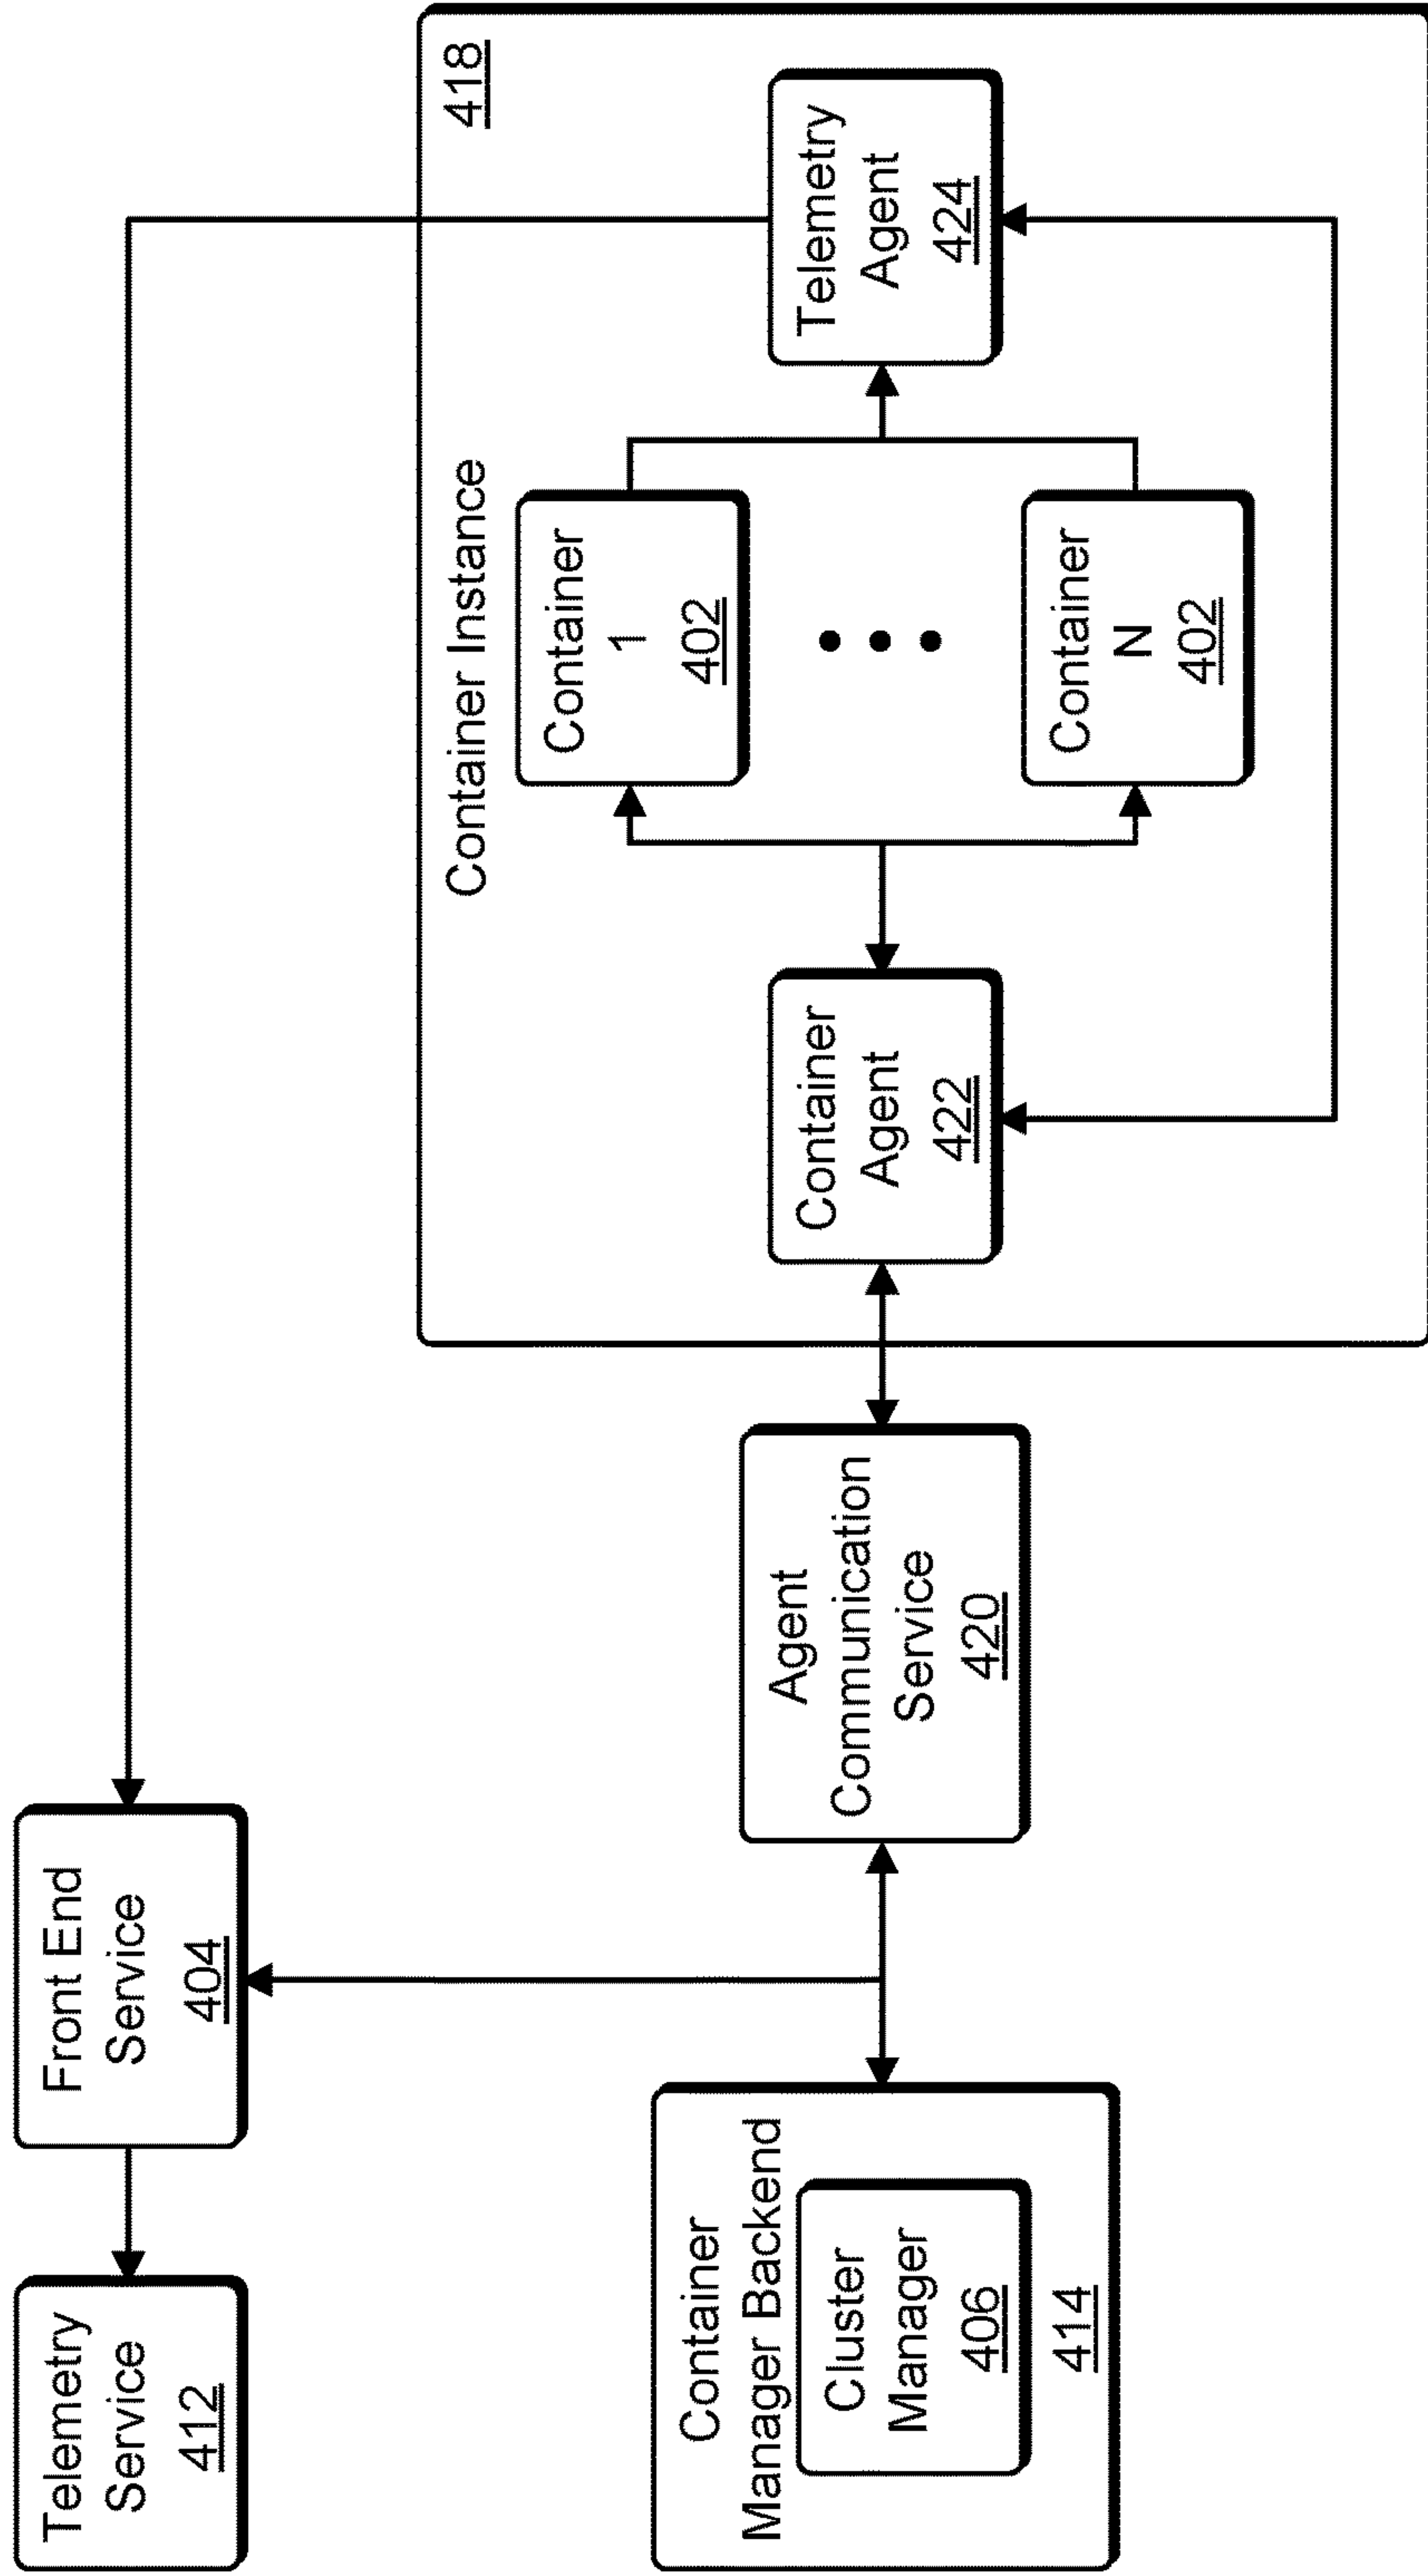 Telemetry
Service
412
Front End
Service
404
Container
Manager Backend
Cluster
Manager
406
414
Agent
Communication
Service
420
Container Instance
418
Container
Agent
422
Container
1
402
Container
N
402
Telemetry
Agent
424